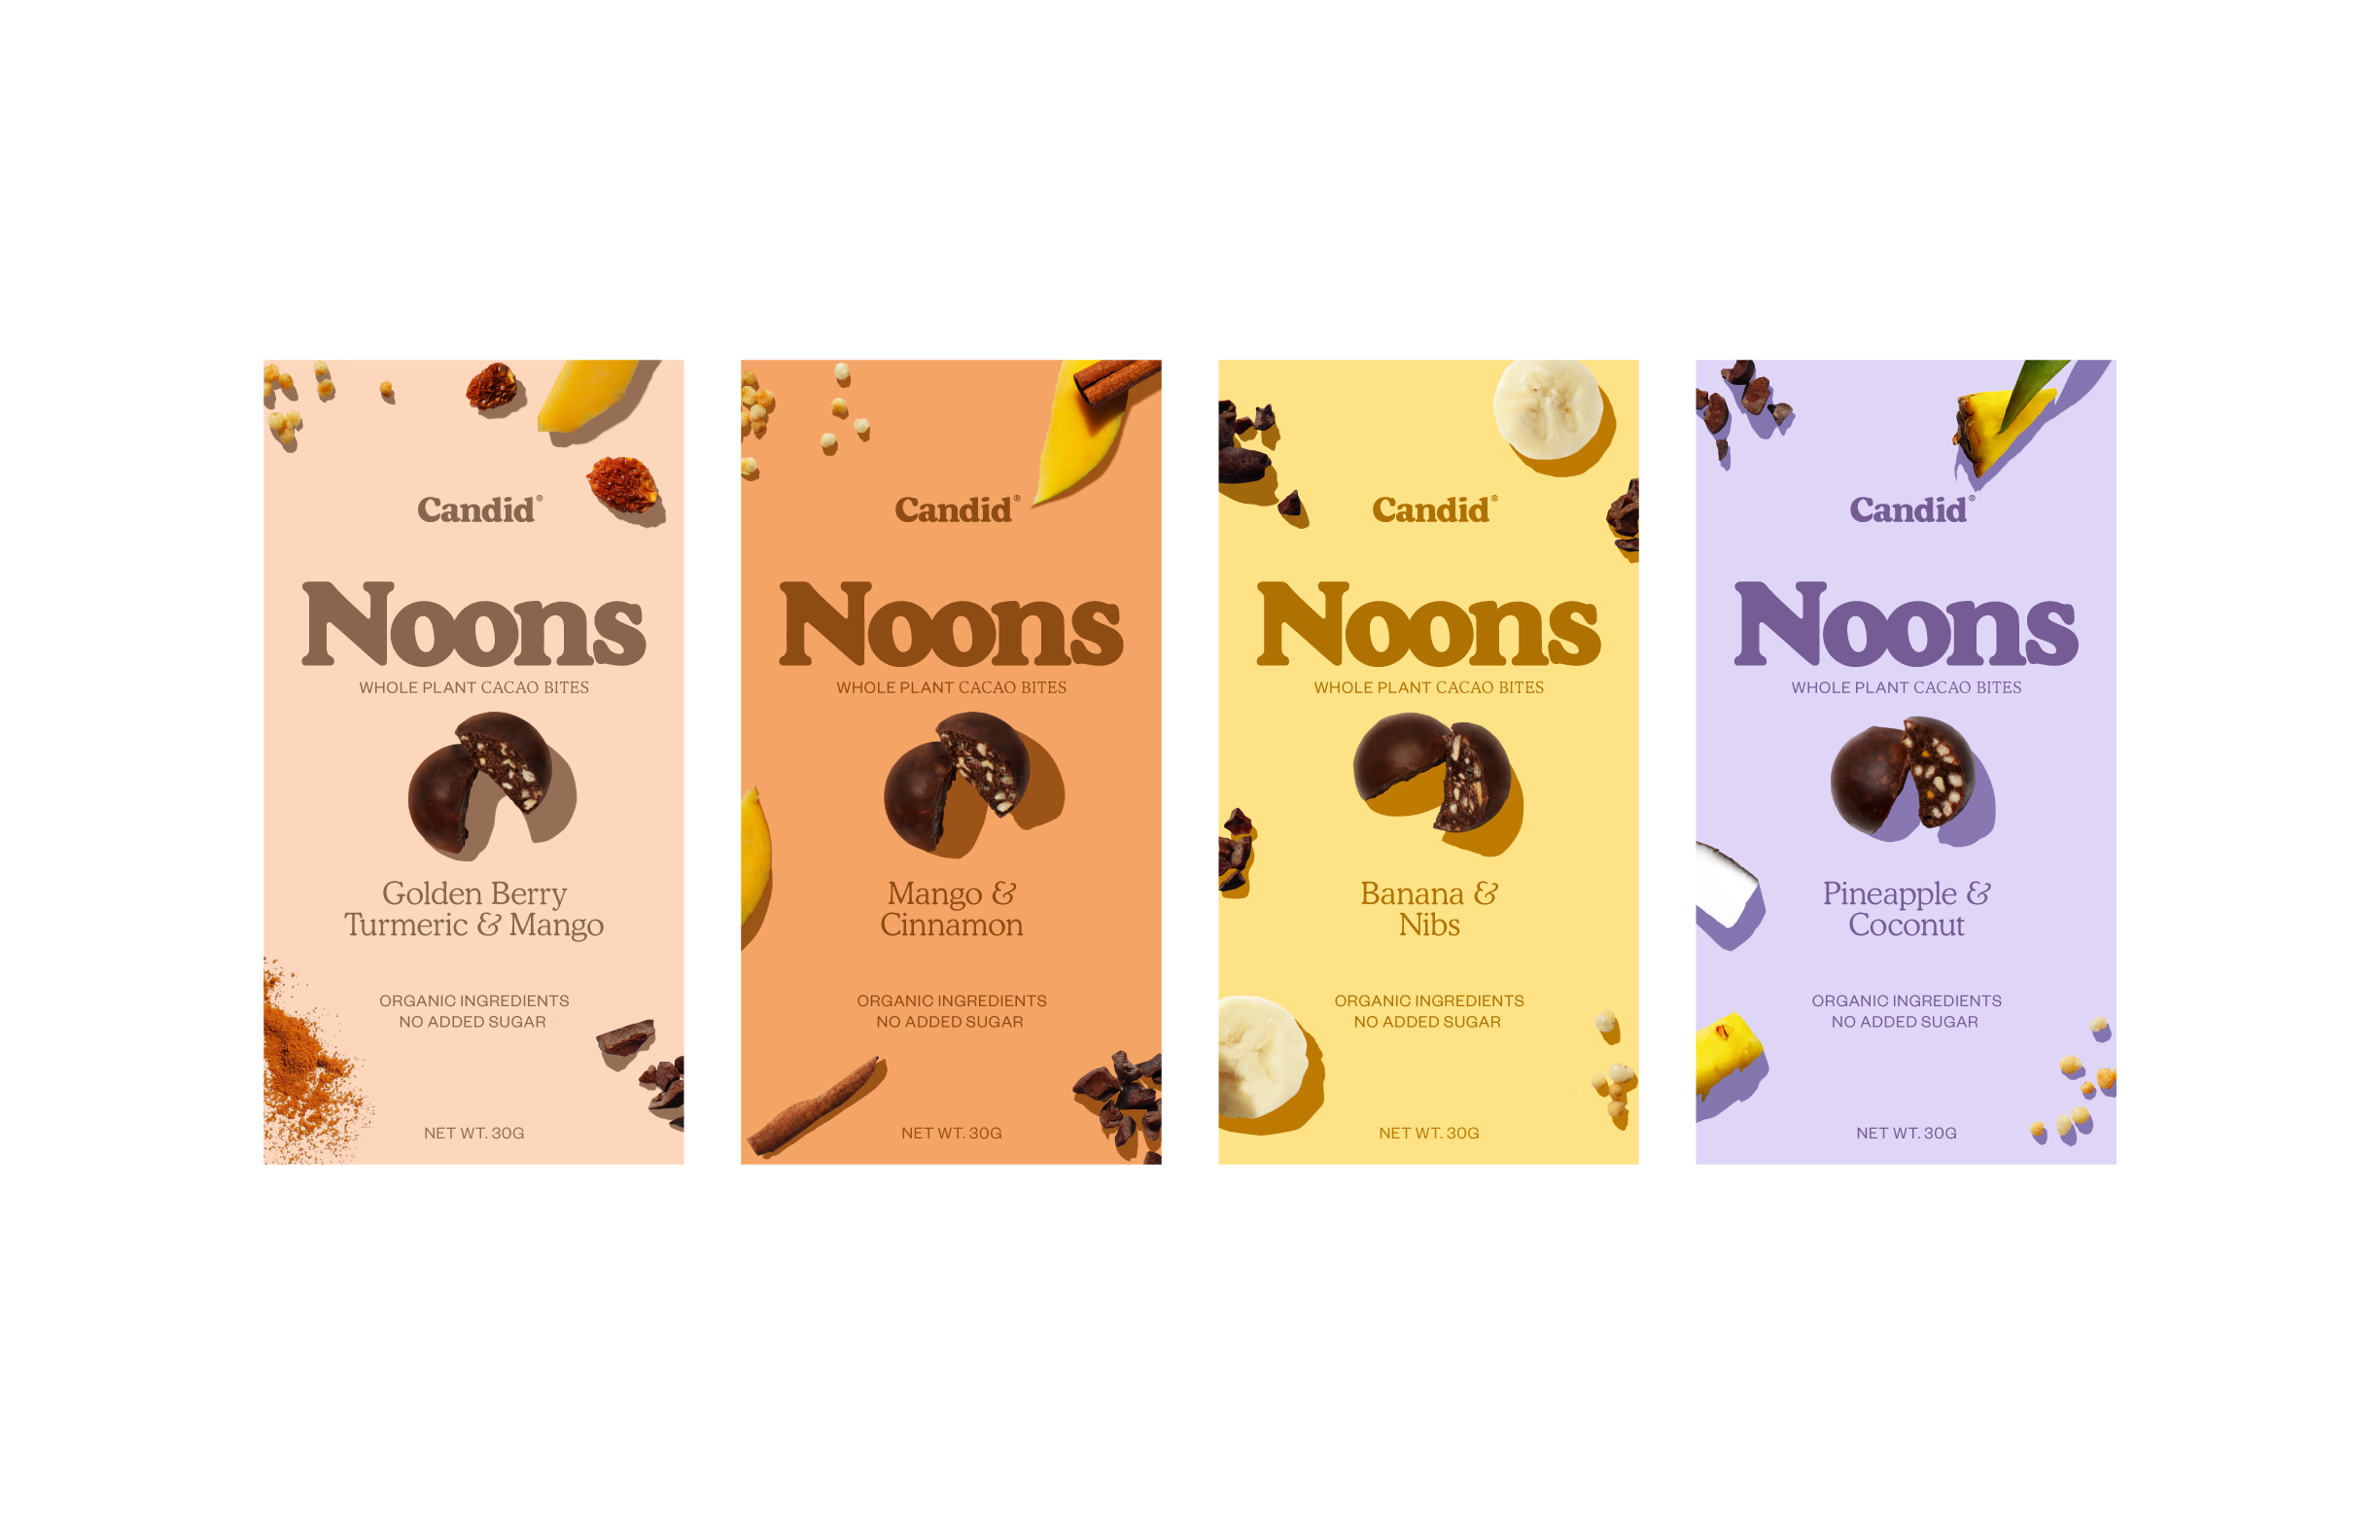 Candid®
Noons
WHOLE PLANT CACAO BITES
Golden Berry
Turmeric & Mango
ORGANIC INGREDIENTS
NO ADDED SUGAR
NET WT. 30G
Candid®
Noons
WHOLE PLANT CACAO BITES
Mango &
Cinnamon
ORGANIC INGREDIENTS
NO ADDED SUGAR
NET WT. 30G
Candid®
Noons
WHOLE PLANT CACAO BITES
Banana &
Nibs
ORGANIC INGREDIENTS
NO ADDED SUGAR
NET WT. 30G
Candid®
Noons
WHOLE PLANT CACAO BITES
Pineapple &
Coconut
ORGANIC INGREDIENTS
NO ADDED SUGAR
NET WT. 30G